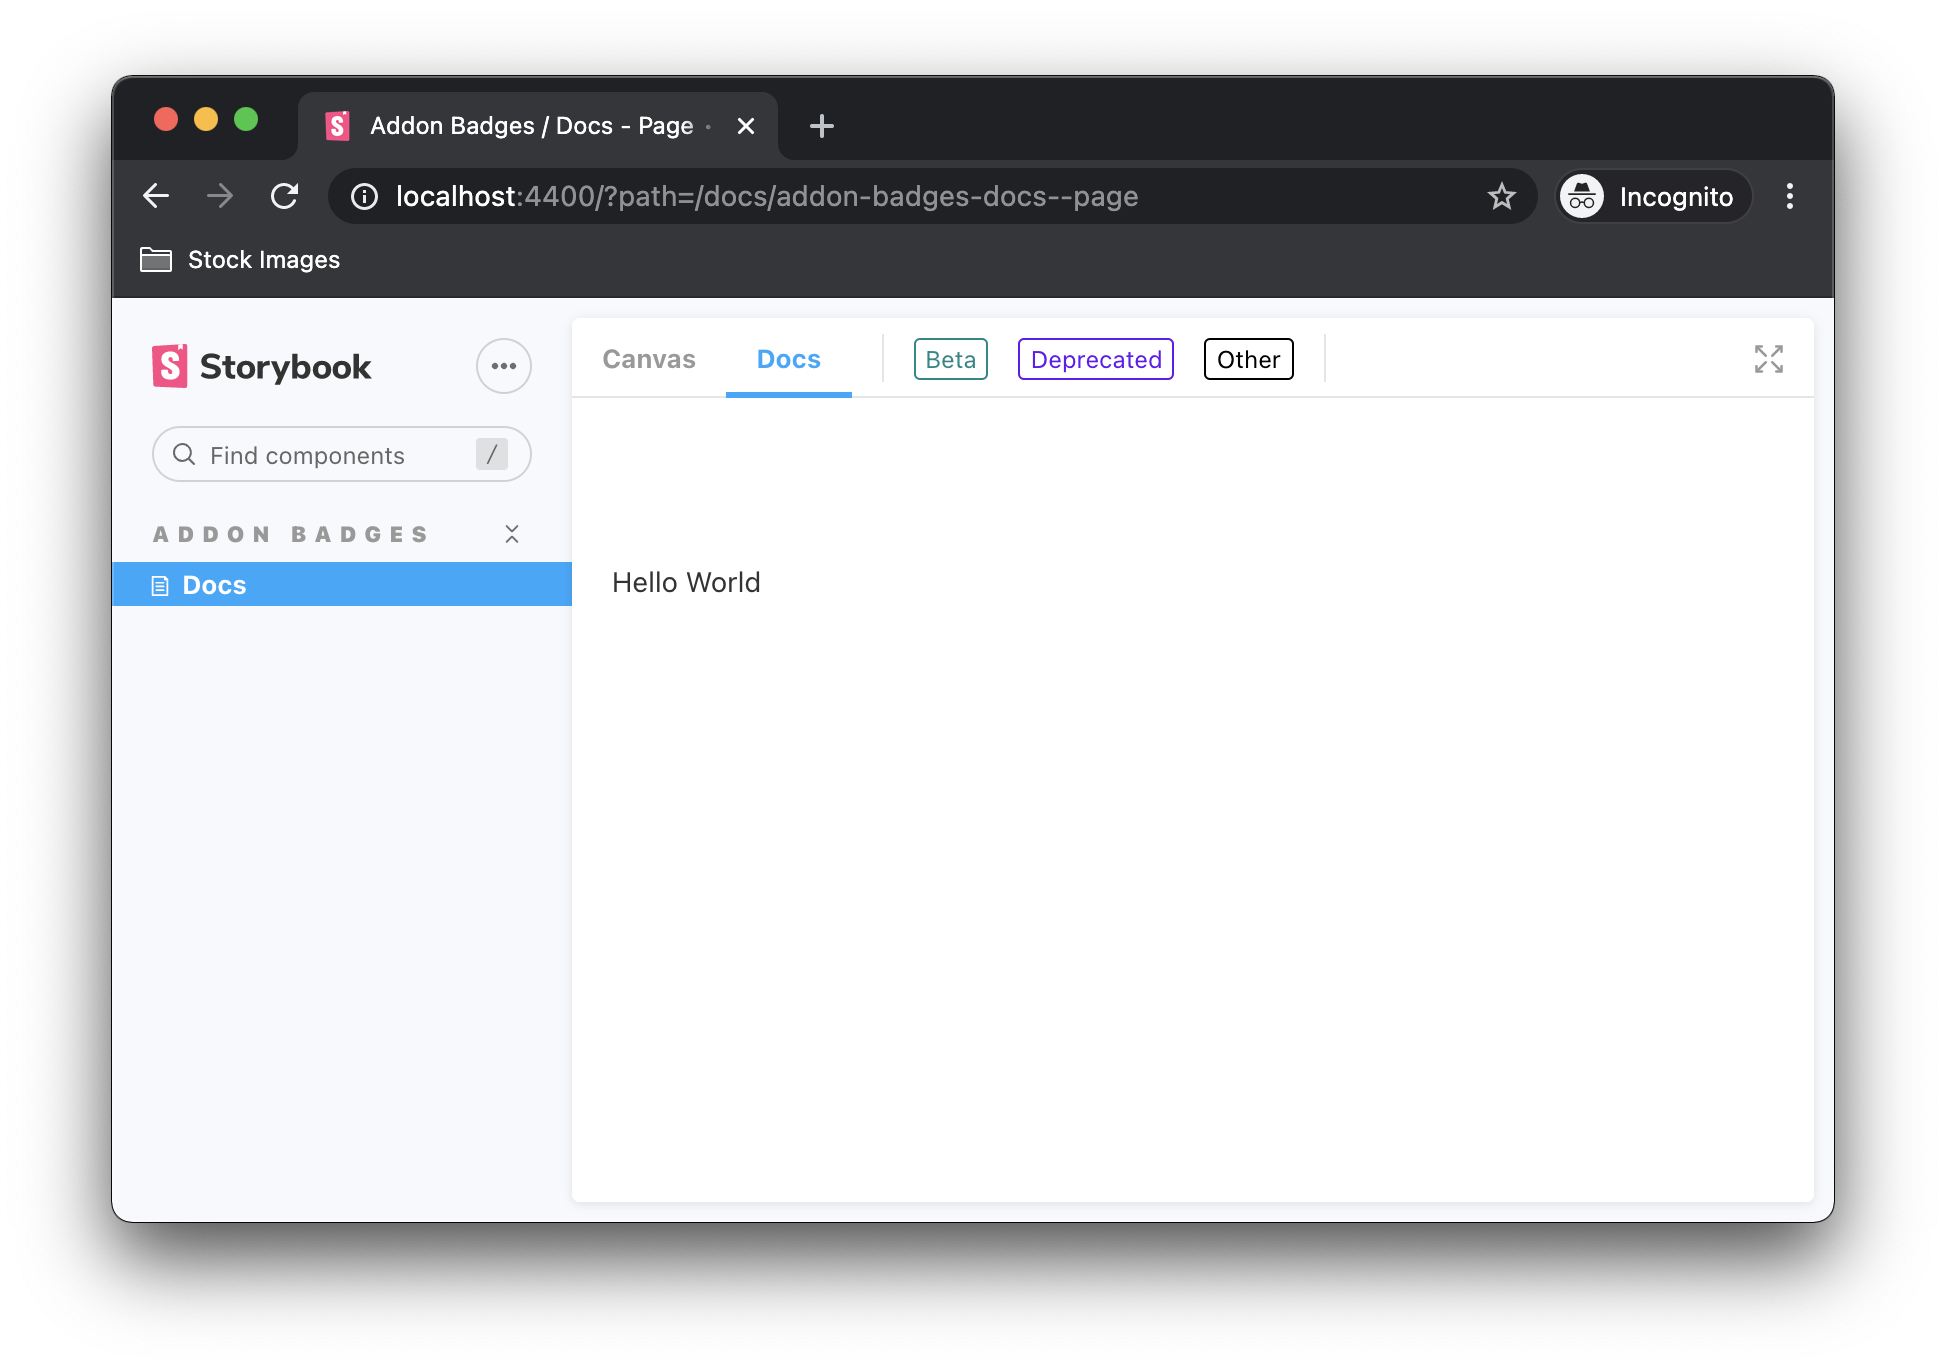 Addon Badges / Docs - Page
localhost:4400/?path=/docs/addon-badges-docs--page
Incognito
Stock Images
Storybook
Find components /
ADDON BADGES
Docs
Canvas Docs Beta Deprecated Other
Hello World